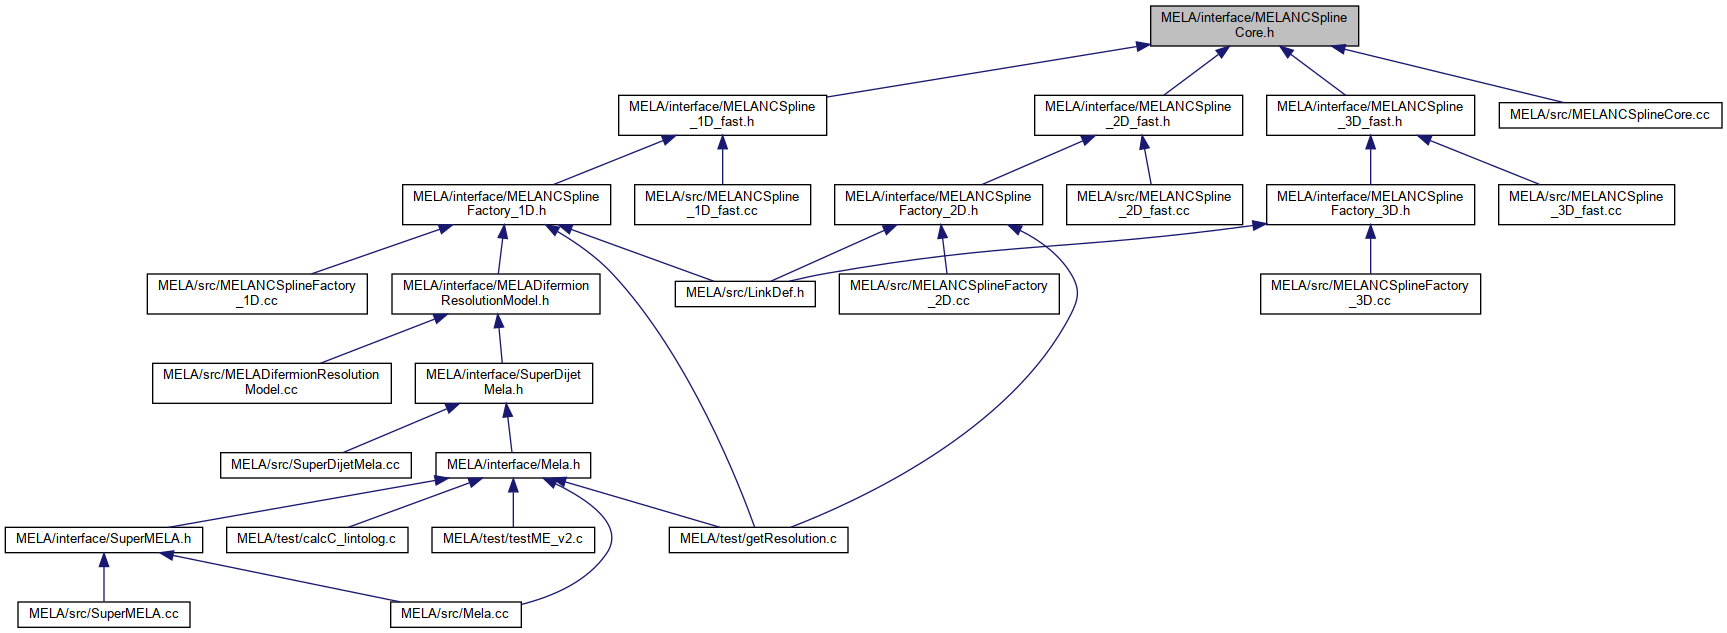 MELA/interface/MELANCSpline
Core.h
MELA/interface/MELANCSpline
_1D_fast.h
MELA/interface/MELANCSpline
_2D_fast.h
MELA/interface/MELANCSpline
_3D_fast.h
MELA/src/MELANCSplineCore.cc
MELA/interface/MELANCSpline
Factory_1D.h
MELA/src/MELANCSpline
_1D_fast.cc
MELA/interface/MELANCSpline
Factory_2D.h
MELA/src/MELANCSpline
_2D_fast.cc
MELA/interface/MELANCSpline
Factory_3D.h
MELA/src/MELANCSpline
_3D_fast.cc
MELA/src/MELANCSplineFactory
_1D.cc
MELA/interface/MELADifermion
ResolutionModel.h
MELA/src/LinkDef.h
MELA/src/MELANCSplineFactory
_2D.cc
MELA/src/MELANCSplineFactory
_3D.cc
MELA/src/MELADifermionResolution
Model.cc
MELA/interface/SuperDijet
Mela.h
MELA/src/SuperDijetMela.cc
MELA/interface/Mela.h
MELA/interface/SuperMELA.h
MELA/test/calcC_lintolog.c
MELA/test/testME_v2.c
MELA/test/getResolution.c
MELA/src/SuperMELA.cc
MELA/src/Mela.cc